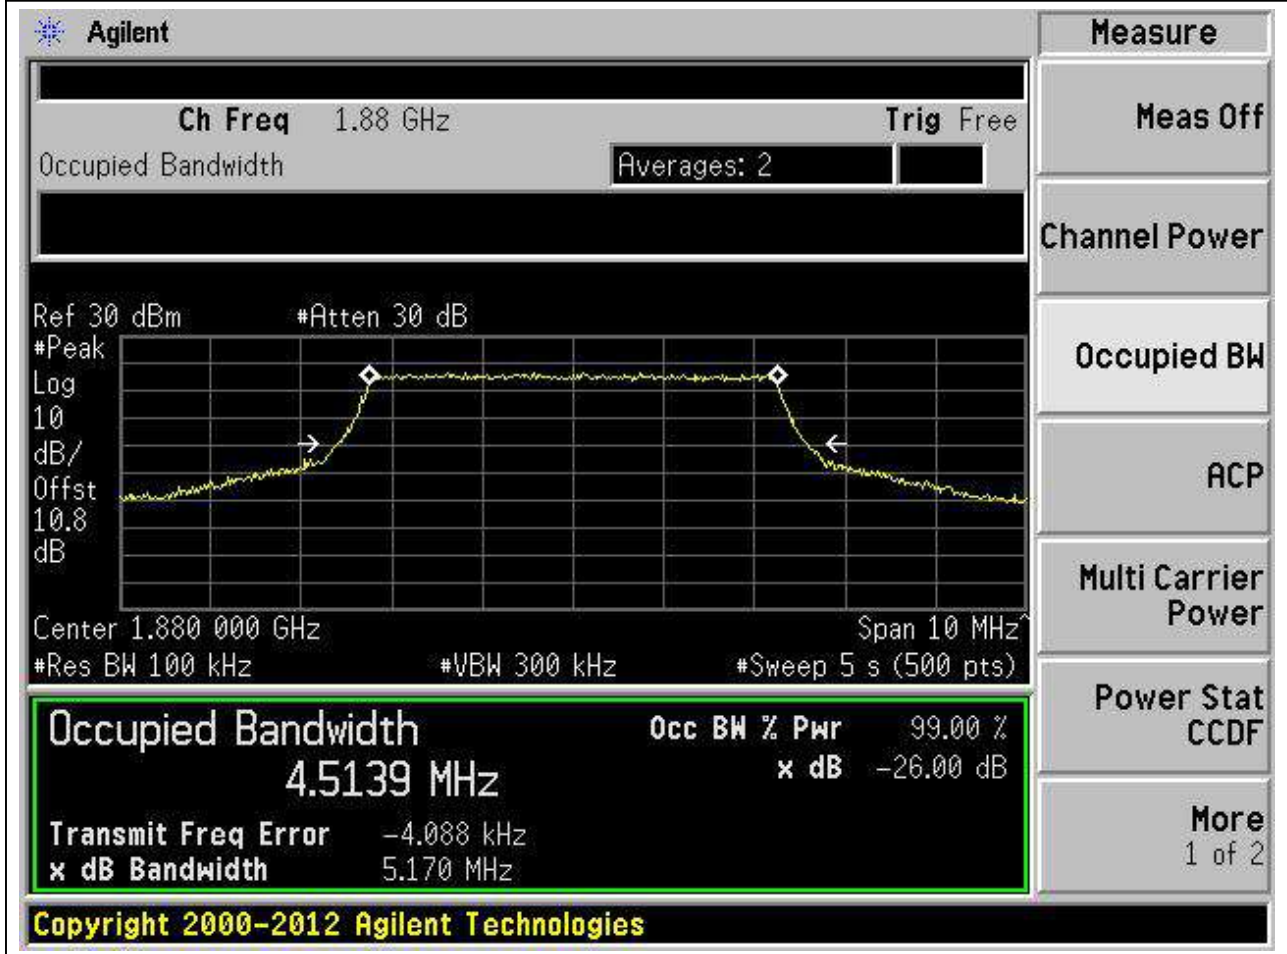 Agilent
Measure
Ch Freq 1.88 GHz Trig Free
Occupied Bandwidth Averages: 2
Meas Off
Channel Power
Occupied BW
ACP
Multi Carrier
Power
Power Stat
CCDF
More
1 of 2
Ref 30 dBm #Atten 30 dB
#Peak
Log
10
dB/
Offst
10.8
dB
Center 1.880 000 GHz Span 10 MHz^
#Res BW 100 kHz #VBW 300 kHz #Sweep 5 s (500 pts)
Occupied Bandwidth Occ BW % Pwr 99.00 %
4.5139 MHz x dB -26.00 dB
Transmit Freq Error -4.088 kHz
x dB Bandwidth 5.170 MHz
Copyright 2000-2012 Agilent Technologies